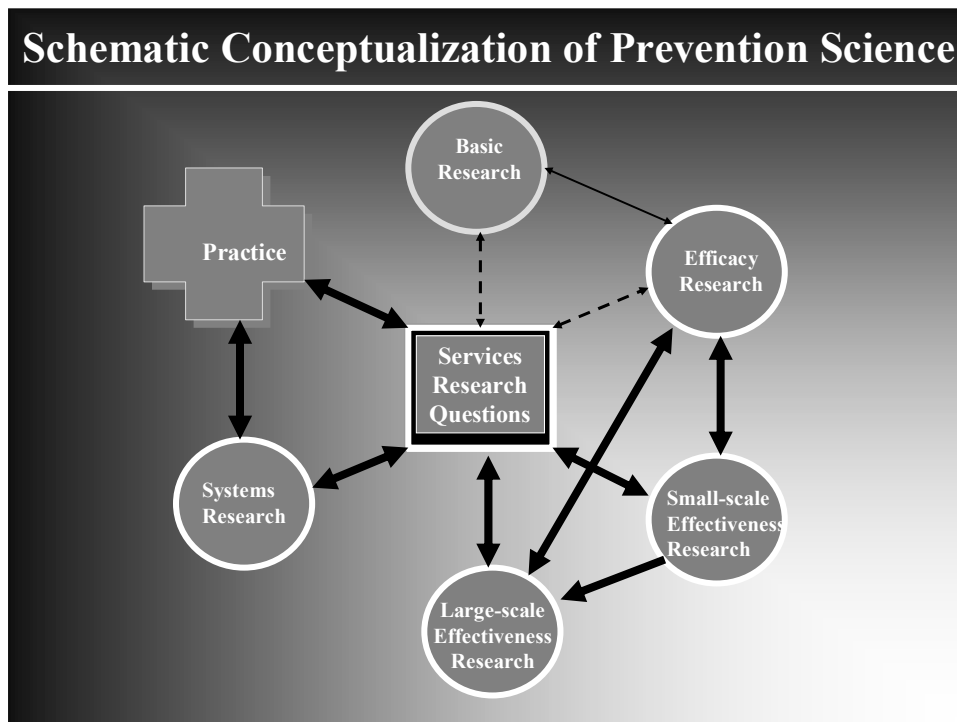 Schematic Conceptualization of Prevention Science
Basic
Research
Practice
Efficacy
Research
Services
Research
Questions
Systems
Research
Small-scale
Effectiveness
Research
Large-scale
Effectiveness
Research